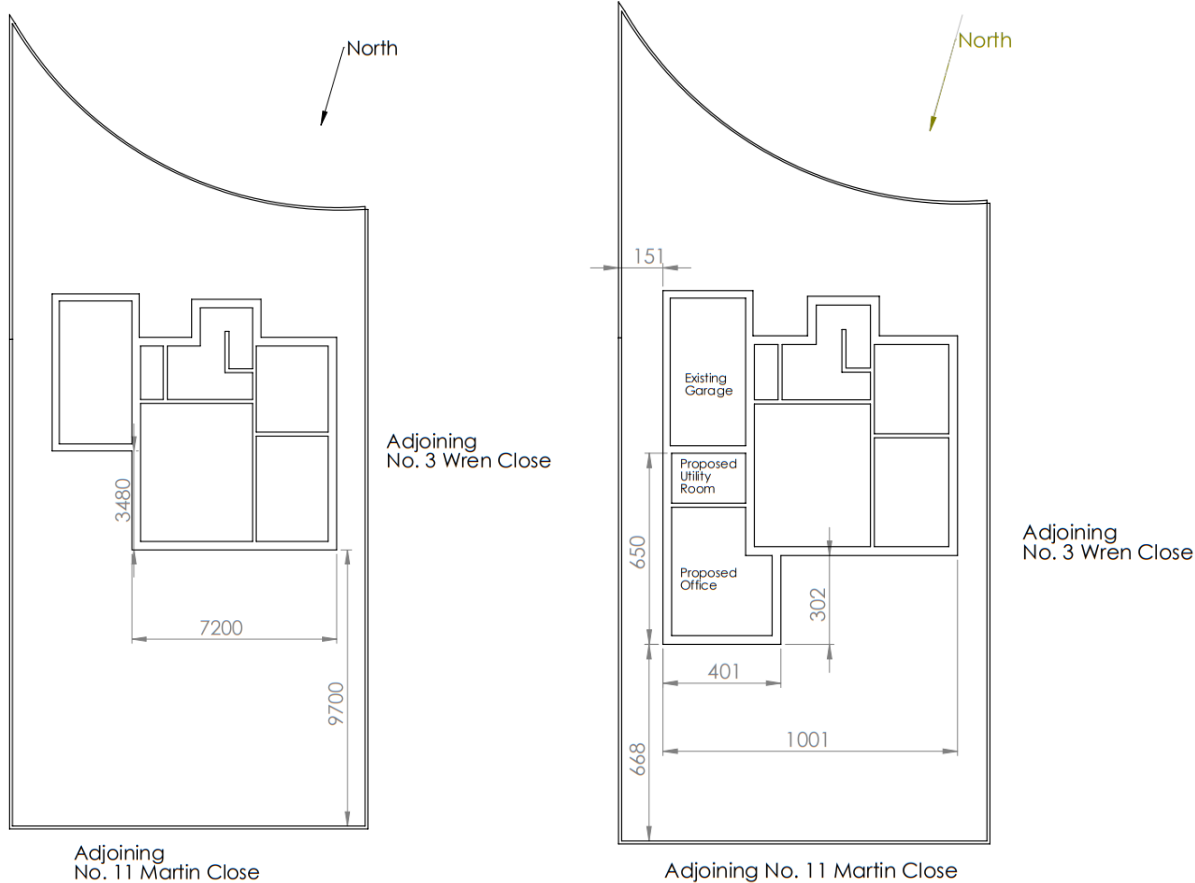 North
Adjoining
No. 3 Wren Close
3480
7200
9700
Adjoining
No. 11 Martin Close
North
151
Existing
Garage
Proposed
Utility
Room
650
Proposed
Office
302
401
1001
668
Adjoining
No. 3 Wren Close
Adjoining No. 11 Martin Close